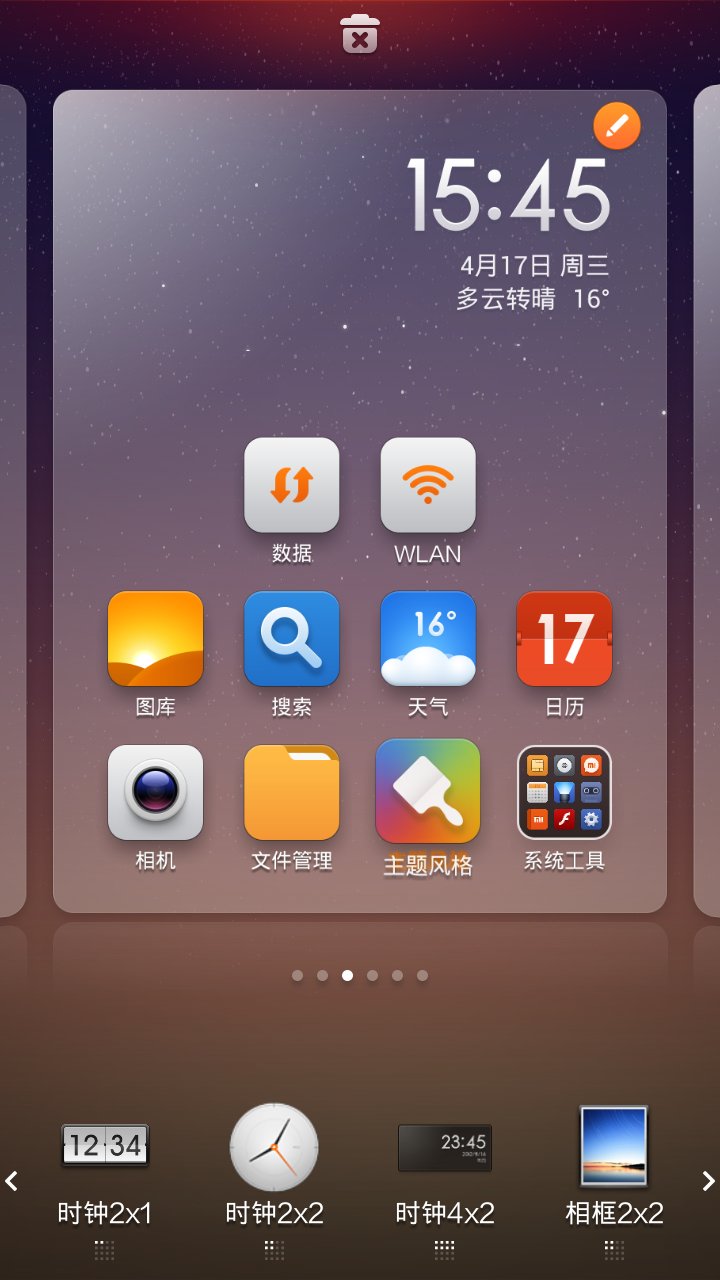 15:45
4月17日 周三
多云转晴 16°
数据 WLAN
16° 17
图库 搜索 天气 日历
相机 文件管理 主题风格 系统工具
12 34 23:45
时钟2x1 时钟2x2 时钟4x2 相框2x2